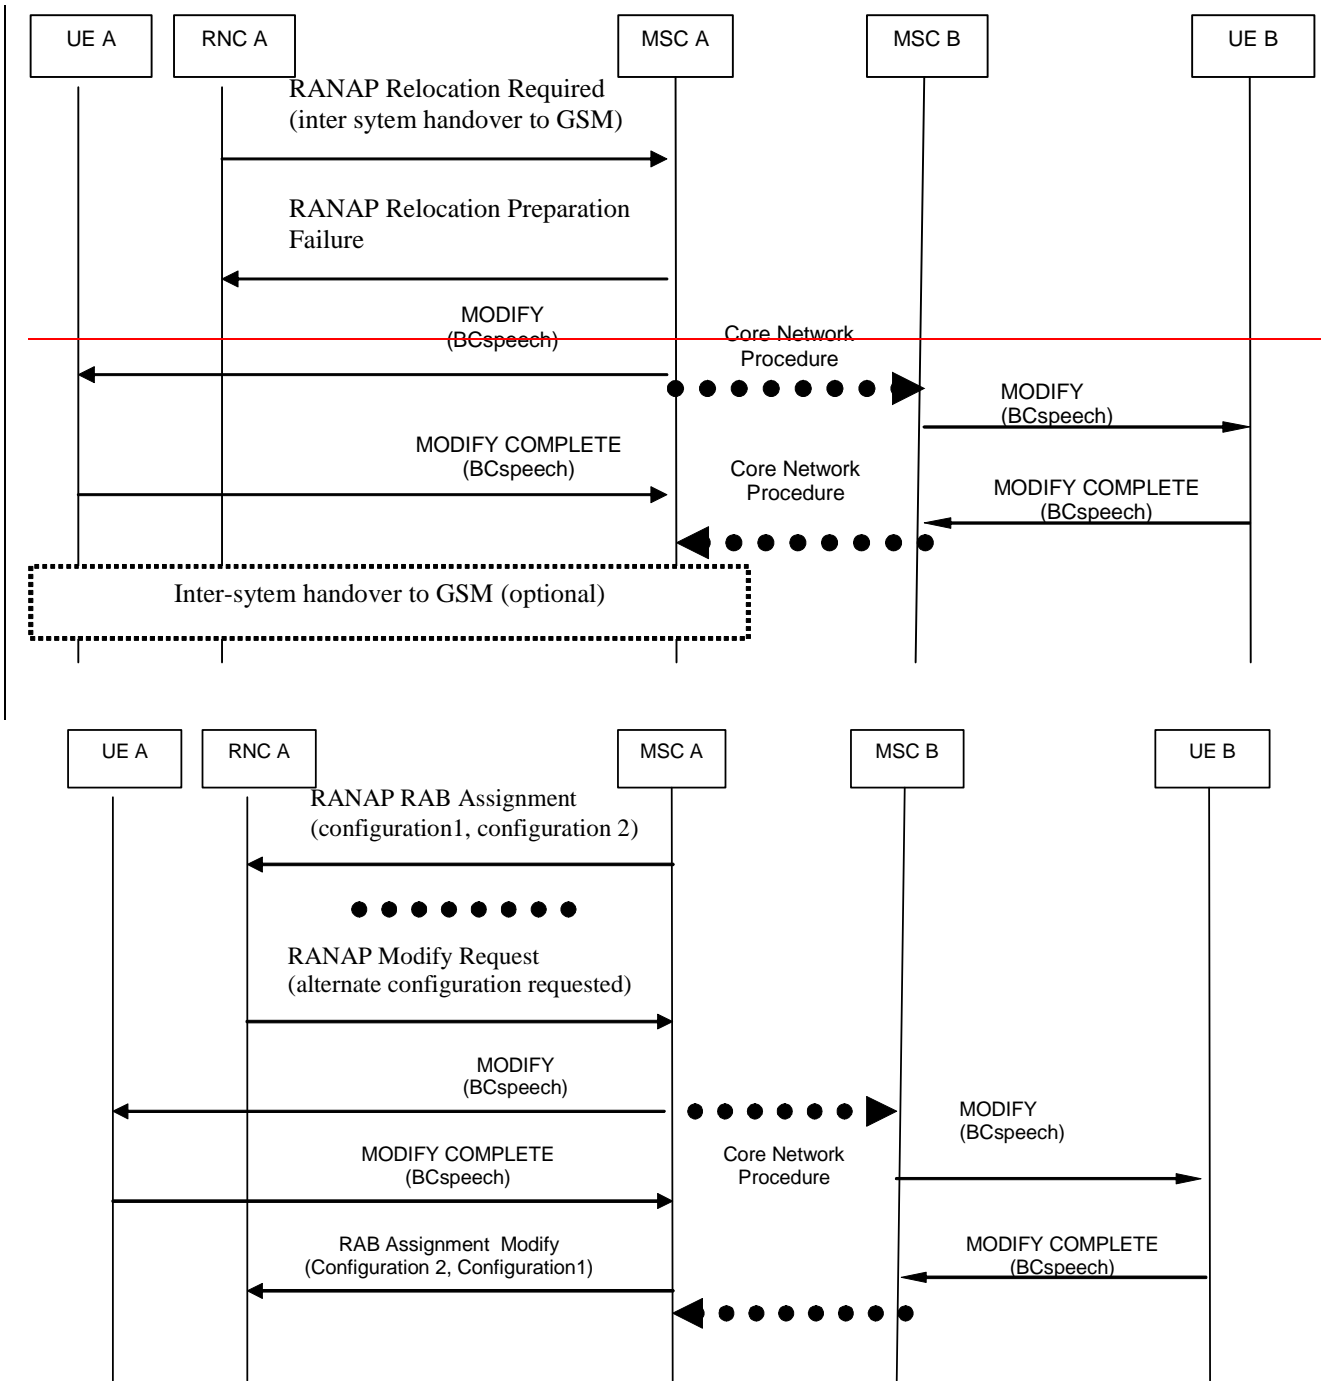 UE A
RNC A
MSC A
MSC B
UE B
RANAP Relocation Required
(inter sytem handover to GSM)
RANAP Relocation Preparation
Failure
MODIFY
(BCspeech)
Core Network
Procedure
MODIFY
(BCspeech)
MODIFY COMPLETE
(BCspeech)
Core Network
Procedure
MODIFY COMPLETE
(BCspeech)
Inter-sytem handover to GSM (optional)
UE A
RNC A
MSC A
MSC B
UE B
RANAP RAB Assignment
(configuration1, configuration 2)
RANAP Modify Request
(alternate configuration requested)
MODIFY
(BCspeech)
MODIFY
(BCspeech)
MODIFY COMPLETE
(BCspeech)
Core Network
Procedure
RAB Assignment  Modify
(Configuration 2, Configuration1)
MODIFY COMPLETE
(BCspeech)